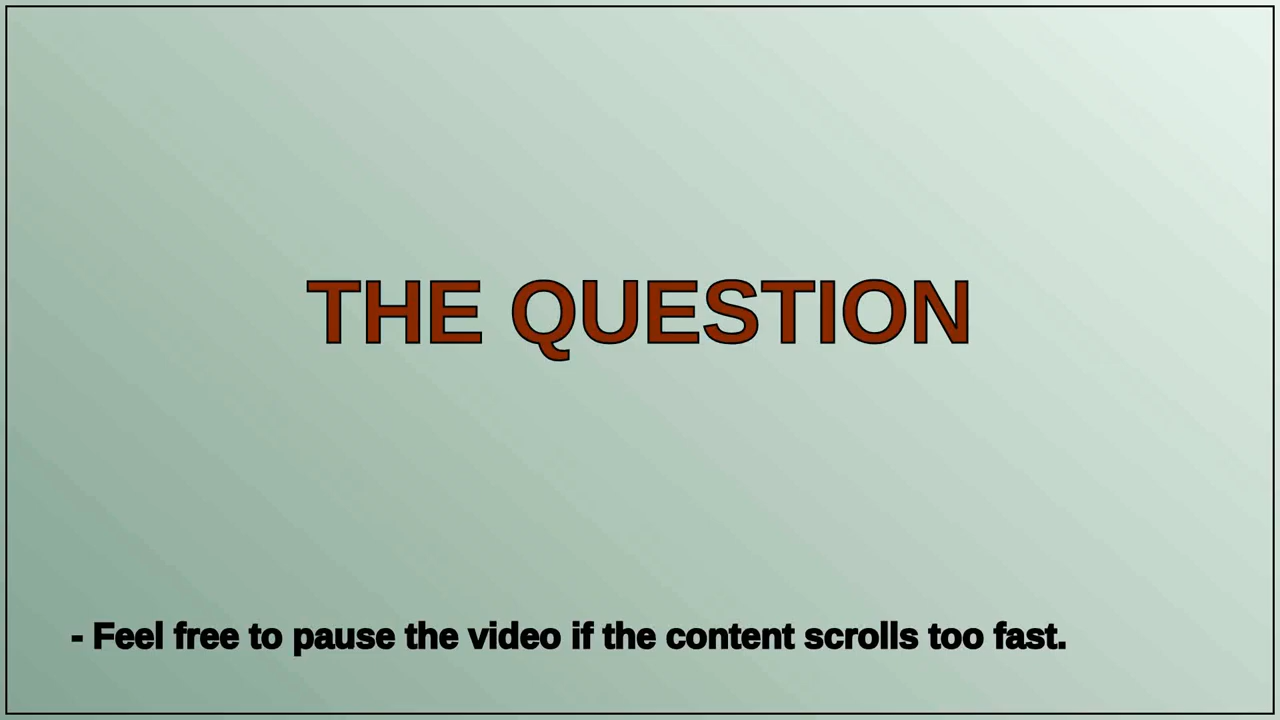 THE QUESTION
- Feel free to pause the video if the content scrolls too fast.